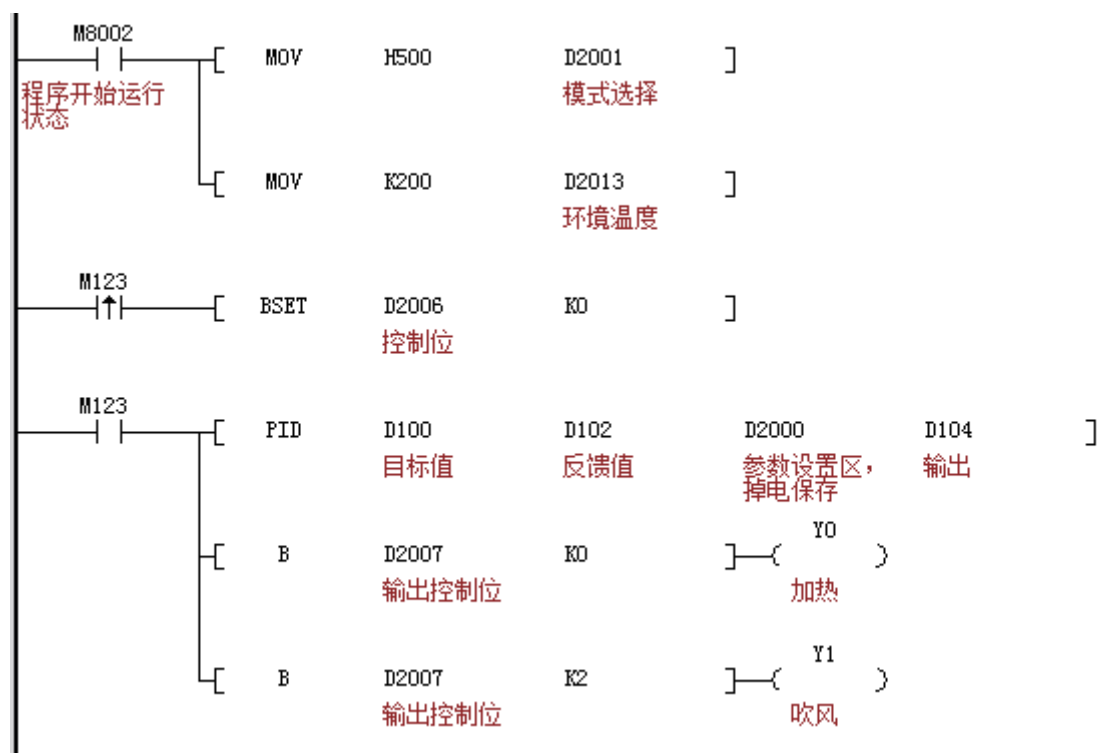 M8002
MOV H500 D2001
程序开始运行
状态
模式选择
MOV K200 D2013
环境温度
M123
BSET D2006 K0
控制位
M123
PID D100 D102 D2000 D104
目标值 反馈值 参数设置区，
掉电保存
输出
Y0
B D2007 K0
输出控制位 加热
Y1
B D2007 K2
输出控制位 吹风